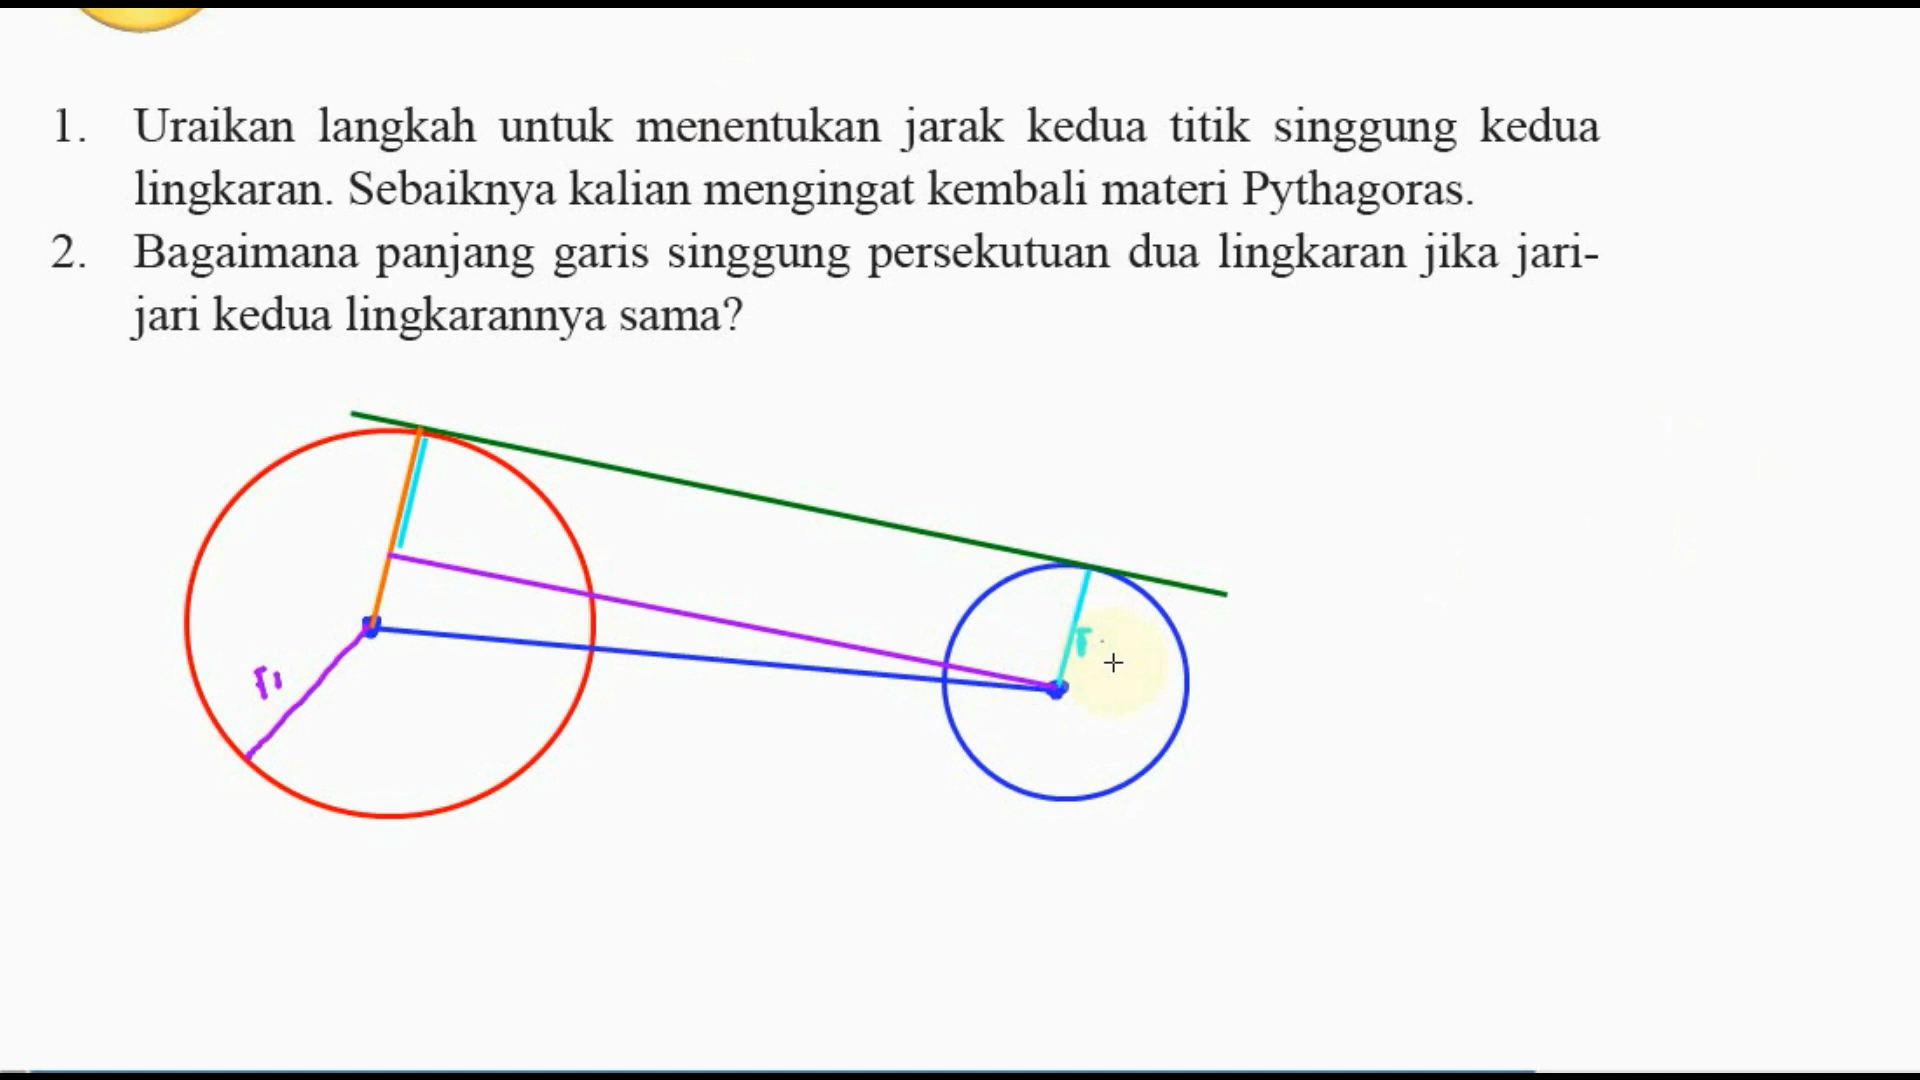 1. Uraikan langkah untuk menentukan jarak kedua titik singgung kedua
lingkaran. Sebaiknya kalian mengingat kembali materi Pythagoras.
2. Bagaimana panjang garis singgung persekutuan dua lingkaran jika jari-
jari kedua lingkarannya sama?
r
r1